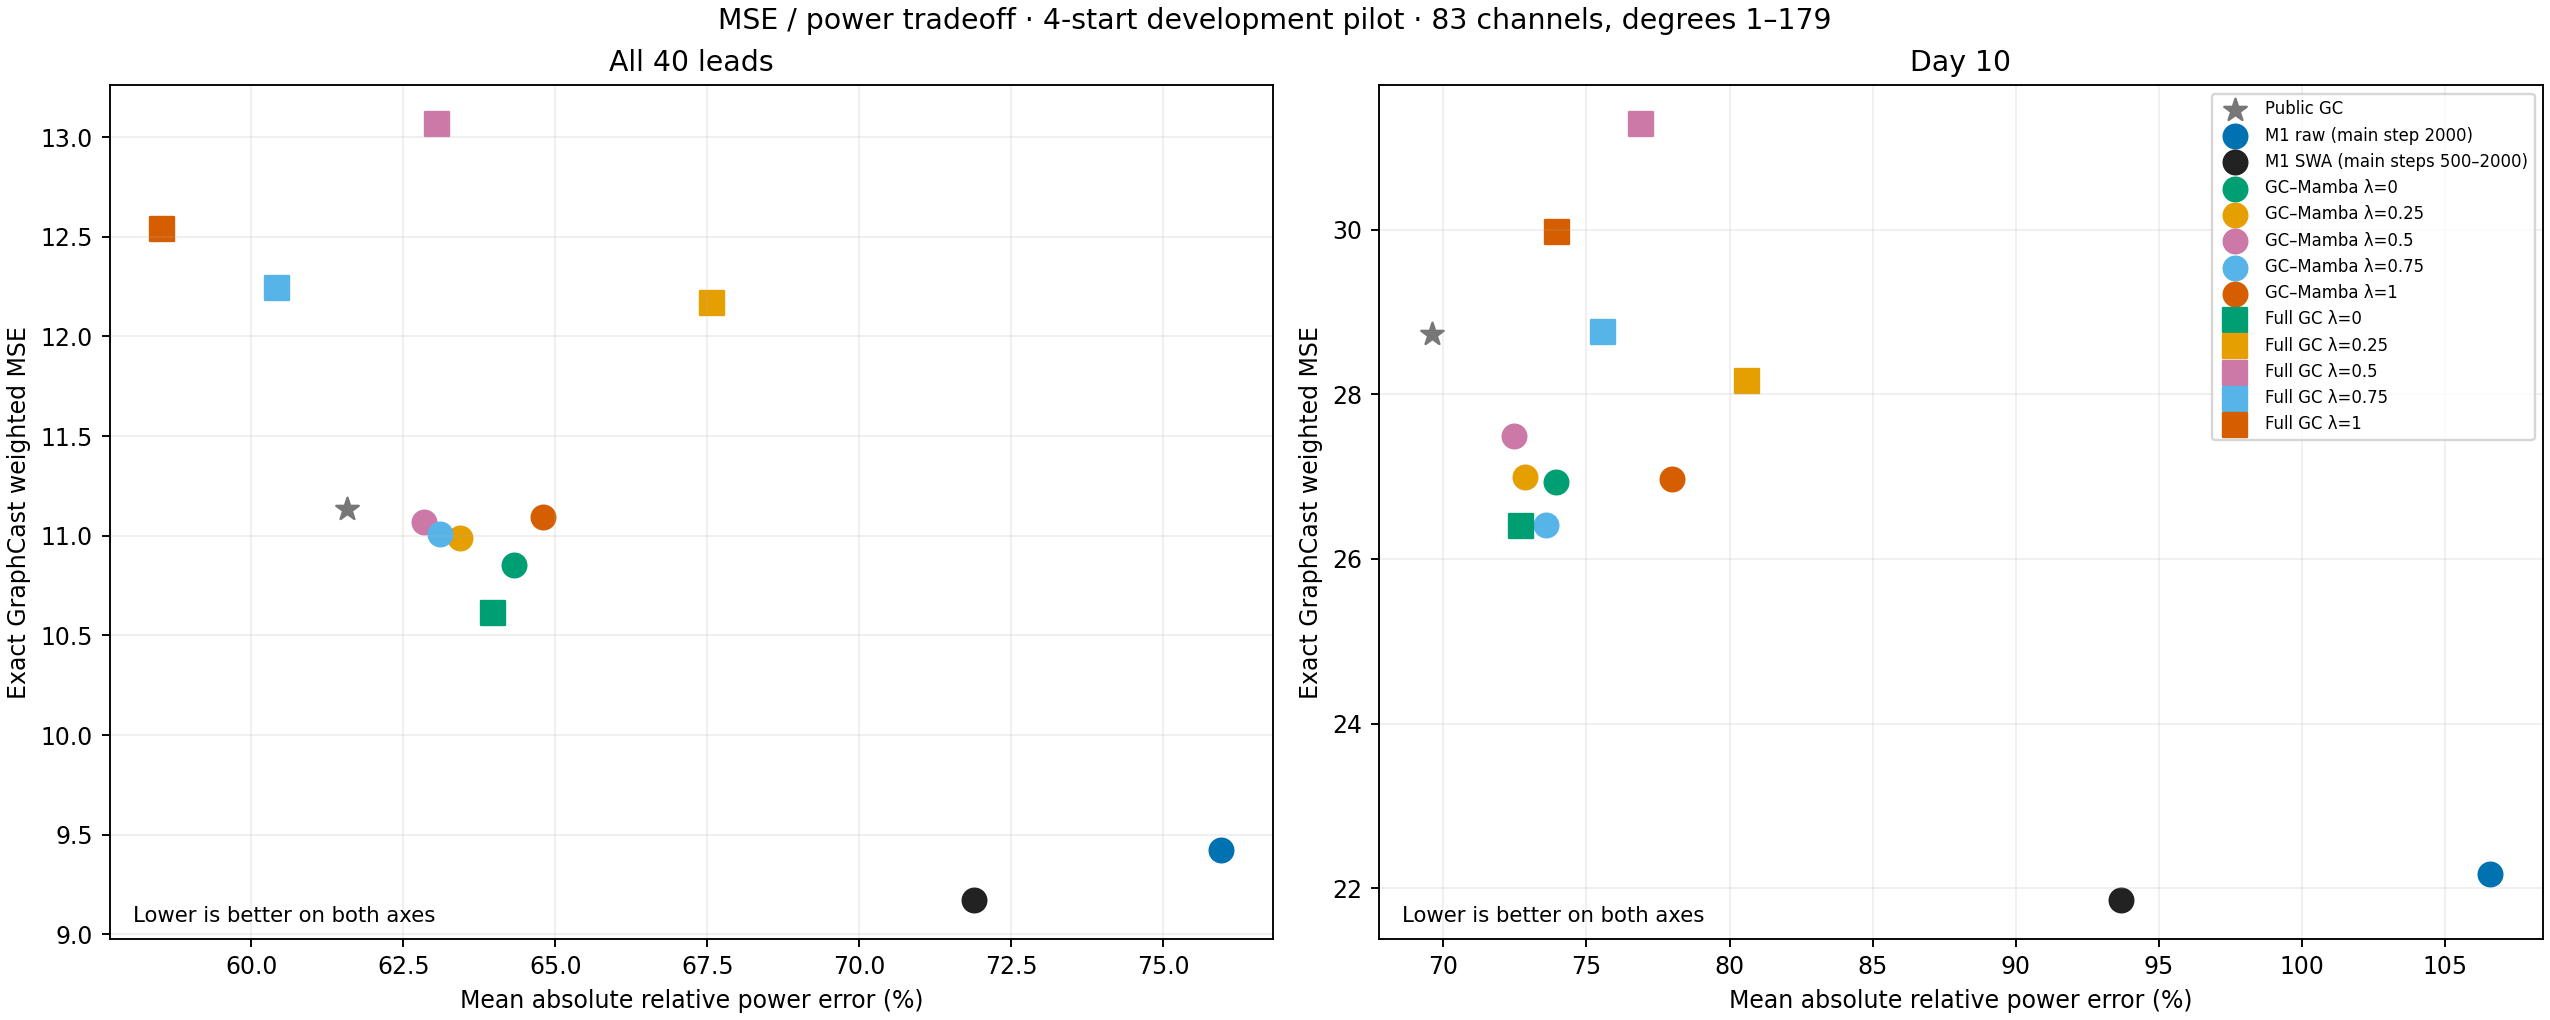 MSE / power tradeoff · 4-start development pilot · 83 channels, degrees 1–179
All 40 leads
Exact GraphCast weighted MSE
13.0
12.5
12.0
11.5
11.0
10.5
10.0
9.5
9.0
Lower is better on both axes
60.0 62.5 65.0 67.5 70.0 72.5 75.0
Mean absolute relative power error (%)
Day 10
Exact GraphCast weighted MSE
30
28
26
24
22
Public GC
M1 raw (main step 2000)
M1 SWA (main steps 500–2000)
GC–Mamba λ=0
GC–Mamba λ=0.25
GC–Mamba λ=0.5
GC–Mamba λ=0.75
GC–Mamba λ=1
Full GC λ=0
Full GC λ=0.25
Full GC λ=0.5
Full GC λ=0.75
Full GC λ=1
Lower is better on both axes
70 75 80 85 90 95 100 105
Mean absolute relative power error (%)